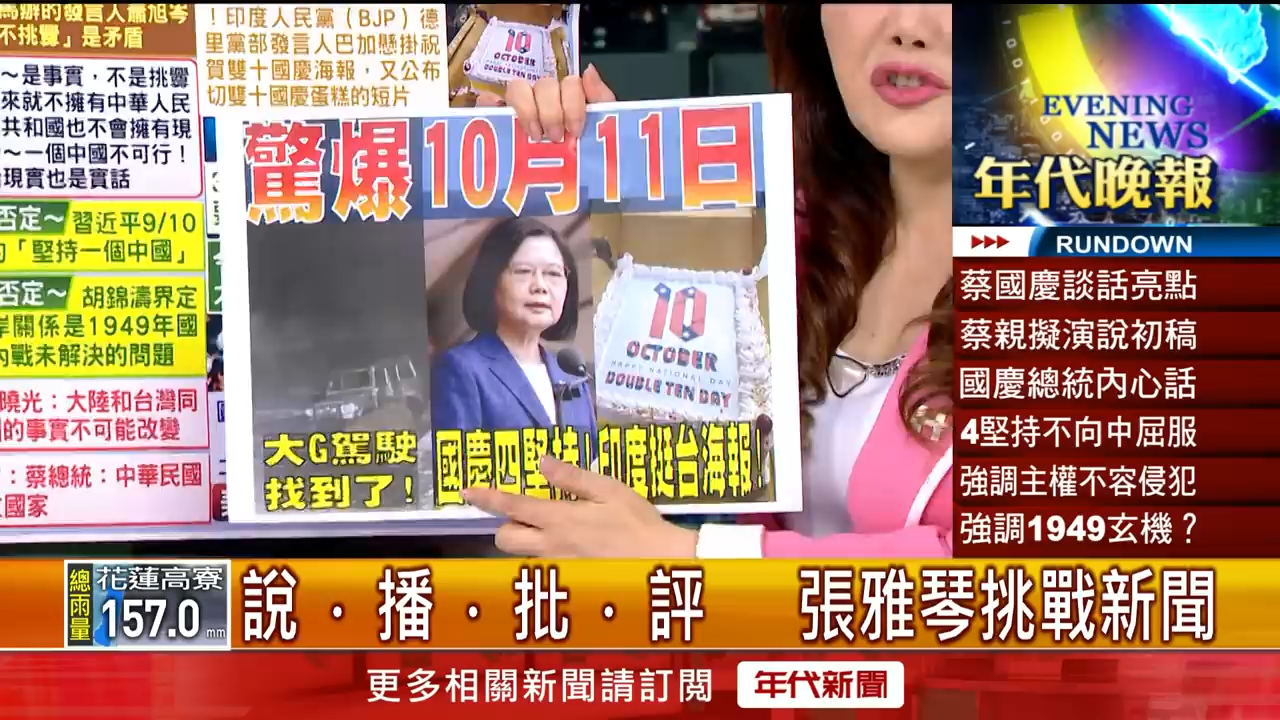 馬辦的發言人蕭旭岑
不挑釁」是矛盾
～是事實，不是挑釁
來就不擁有中華人民
共和國也不會擁有現
～一個中國不可行！
現實也是實話
否定～習近平9/10
「堅持一個中國」
否定～胡錦濤界定
岸關係是1949年國
內戰未解決的問題
曉光：大陸和台灣同
的事實不可能改變
：蔡總統：中華民國
國家
！印度人民黨（BJP）德
里黨部發言人巴加懸掛祝
賀雙十國慶海報，又公布
切雙十國慶蛋糕的短片
10
OCTOBER
DOUBLE TEN DAY
驚爆10月11日
大G駕駛
找到了！
國慶四堅持！印度挺台海報！
10
OCTOBER
HAPPY NATIONAL DAY
DOUBLE TEN DAY
EVENING
NEWS
年代晚報
RUNDOWN
蔡國慶談話亮點
蔡親擬演說初稿
國慶總統內心話
4堅持不向中屈服
強調主權不容侵犯
強調1949玄機？
總雨量
花蓮高寮
157.0mm
說．播．批．評 張雅琴挑戰新聞
更多相關新聞請訂閱 年代新聞